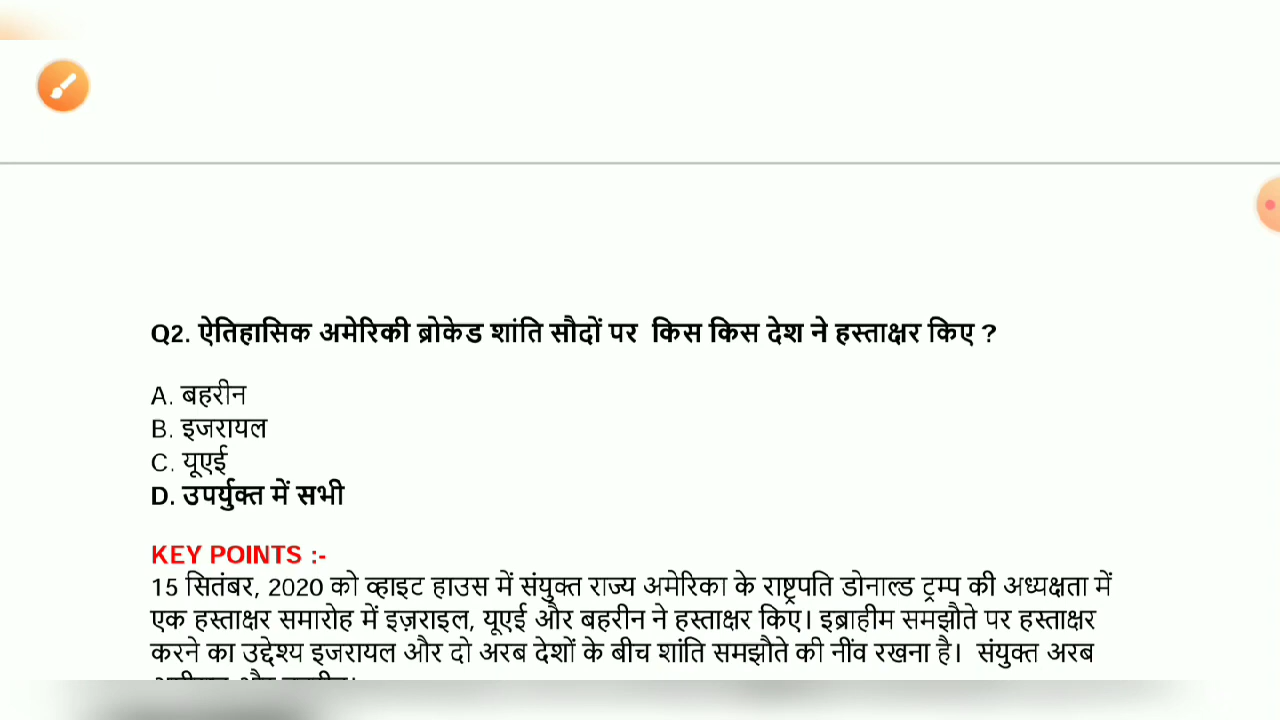 Q2. ऐतिहासिक अमेरिकी ब्रोकेड शांति सौदों पर किस किस देश ने हस्ताक्षर किए ?
A. बहरीन
B. इजरायल
C. यूएई
D. उपर्युक्त में सभी
KEY POINTS :-
15 सितंबर, 2020 को व्हाइट हाउस में संयुक्त राज्य अमेरिका के राष्ट्रपति डोनाल्ड ट्रम्प की अध्यक्षता में
एक हस्ताक्षर समारोह में इज़राइल, यूएई और बहरीन ने हस्ताक्षर किए। इब्राहीम समझौते पर हस्ताक्षर
करने का उद्देश्य इजरायल और दो अरब देशों के बीच शांति समझौते की नींव रखना है। संयुक्त अरब